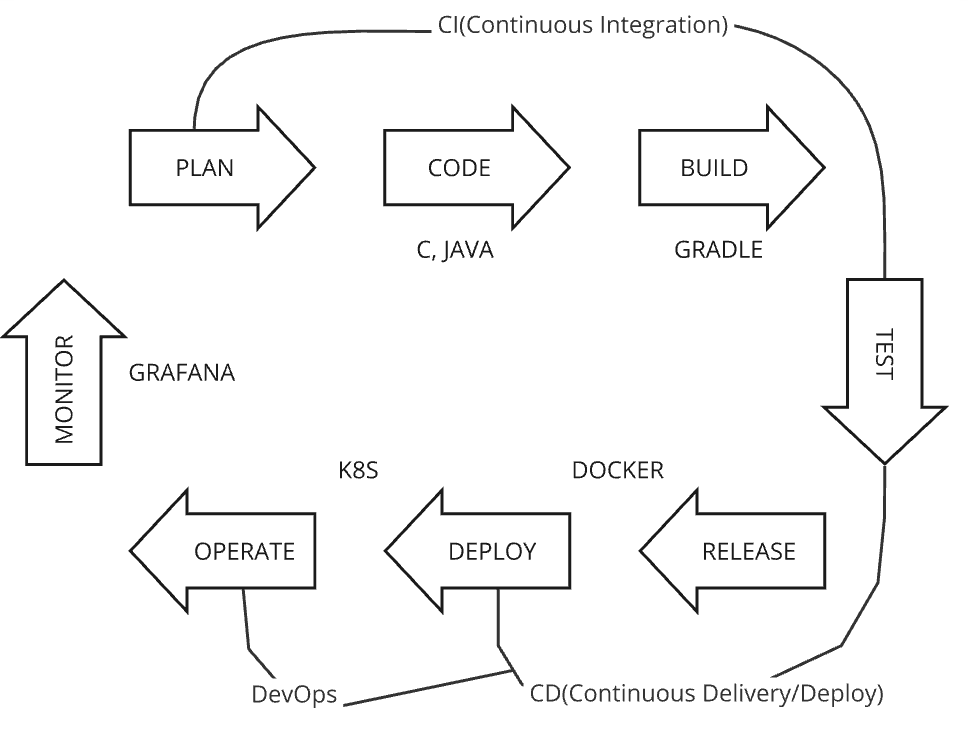 CI(Continuous Integration)
PLAN
CODE
BUILD
C, JAVA
GRADLE
TEST
MONITOR
GRAFANA
K8S
DOCKER
OPERATE
DEPLOY
RELEASE
DevOps
CD(Continuous Delivery/Deploy)